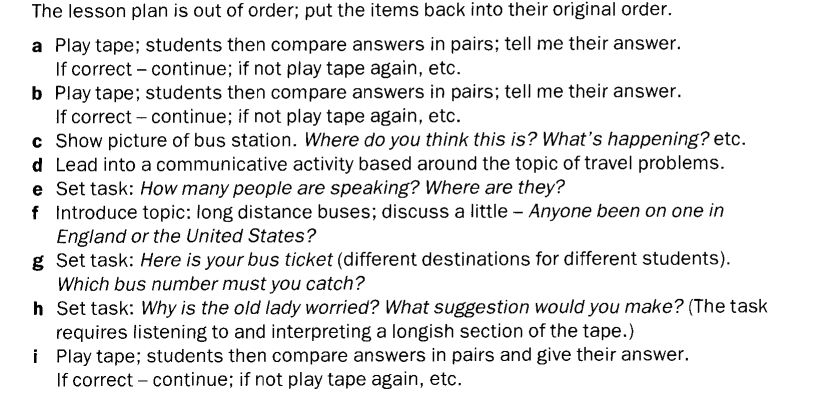 The lesson plan is out of order; put the items back into their original order.
a Play tape; students then compare answers in pairs; tell me their answer.
If correct – continue; if not play tape again, etc.
b Play tape; students then compare answers in pairs; tell me their answer.
If correct – continue; if not play tape again, etc.
c Show picture of bus station. Where do you think this is? What's happening? etc.
d Lead into a communicative activity based around the topic of travel problems.
e Set task: How many people are speaking? Where are they?
f Introduce topic: long distance buses; discuss a little – Anyone been on one in
England or the United States?
g Set task: Here is your bus ticket (different destinations for different students).
Which bus number must you catch?
h Set task: Why is the old lady worried? What suggestion would you make? (The task
requires listening to and interpreting a longish section of the tape.)
i Play tape; students then compare answers in pairs and give their answer.
If correct – continue; if not play tape again, etc.